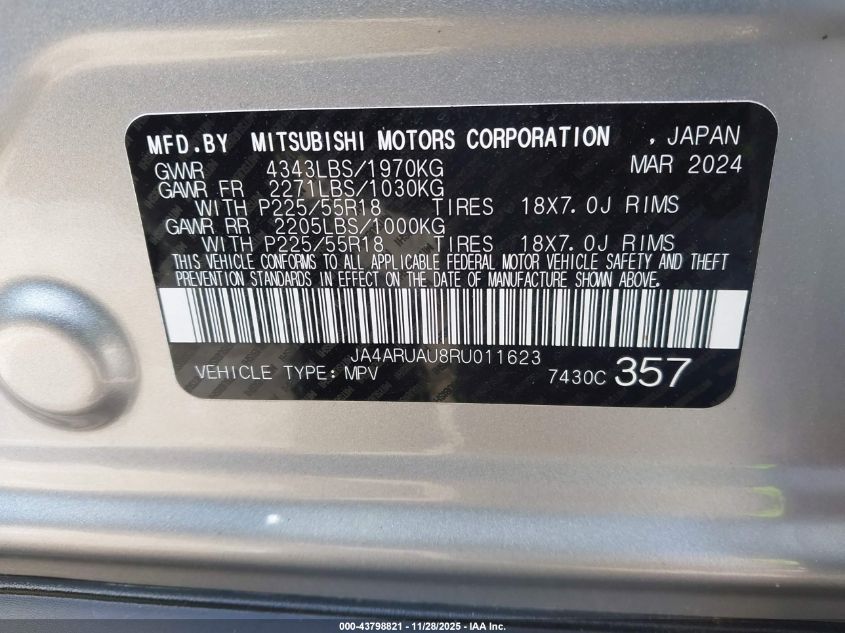 MFD.BY MITSUBISHI MOTORS CORPORATION , JAPAN
GVWR 4343LBS/1970KG MAR 2024
GAWR FR 2271LBS/1030KG
WITH P225/55R18 TIRES 18X7.0J RIMS
GAWR RR 2205LBS/1000KG
WITH P225/55R18 TIRES 18X7.0J RIMS
THIS VEHICLE CONFORMS TO ALL APPLICABLE FEDERAL MOTOR VEHICLE SAFETY AND THEFT
PREVENTION STANDARDS IN EFFECT ON THE DATE OF MANUFACTURE SHOWN ABOVE.
JA4ARUAU8RU011623
VEHICLE TYPE: MPV 7430C 357
000-43798821 - 11/28/2025 - IAA Inc.